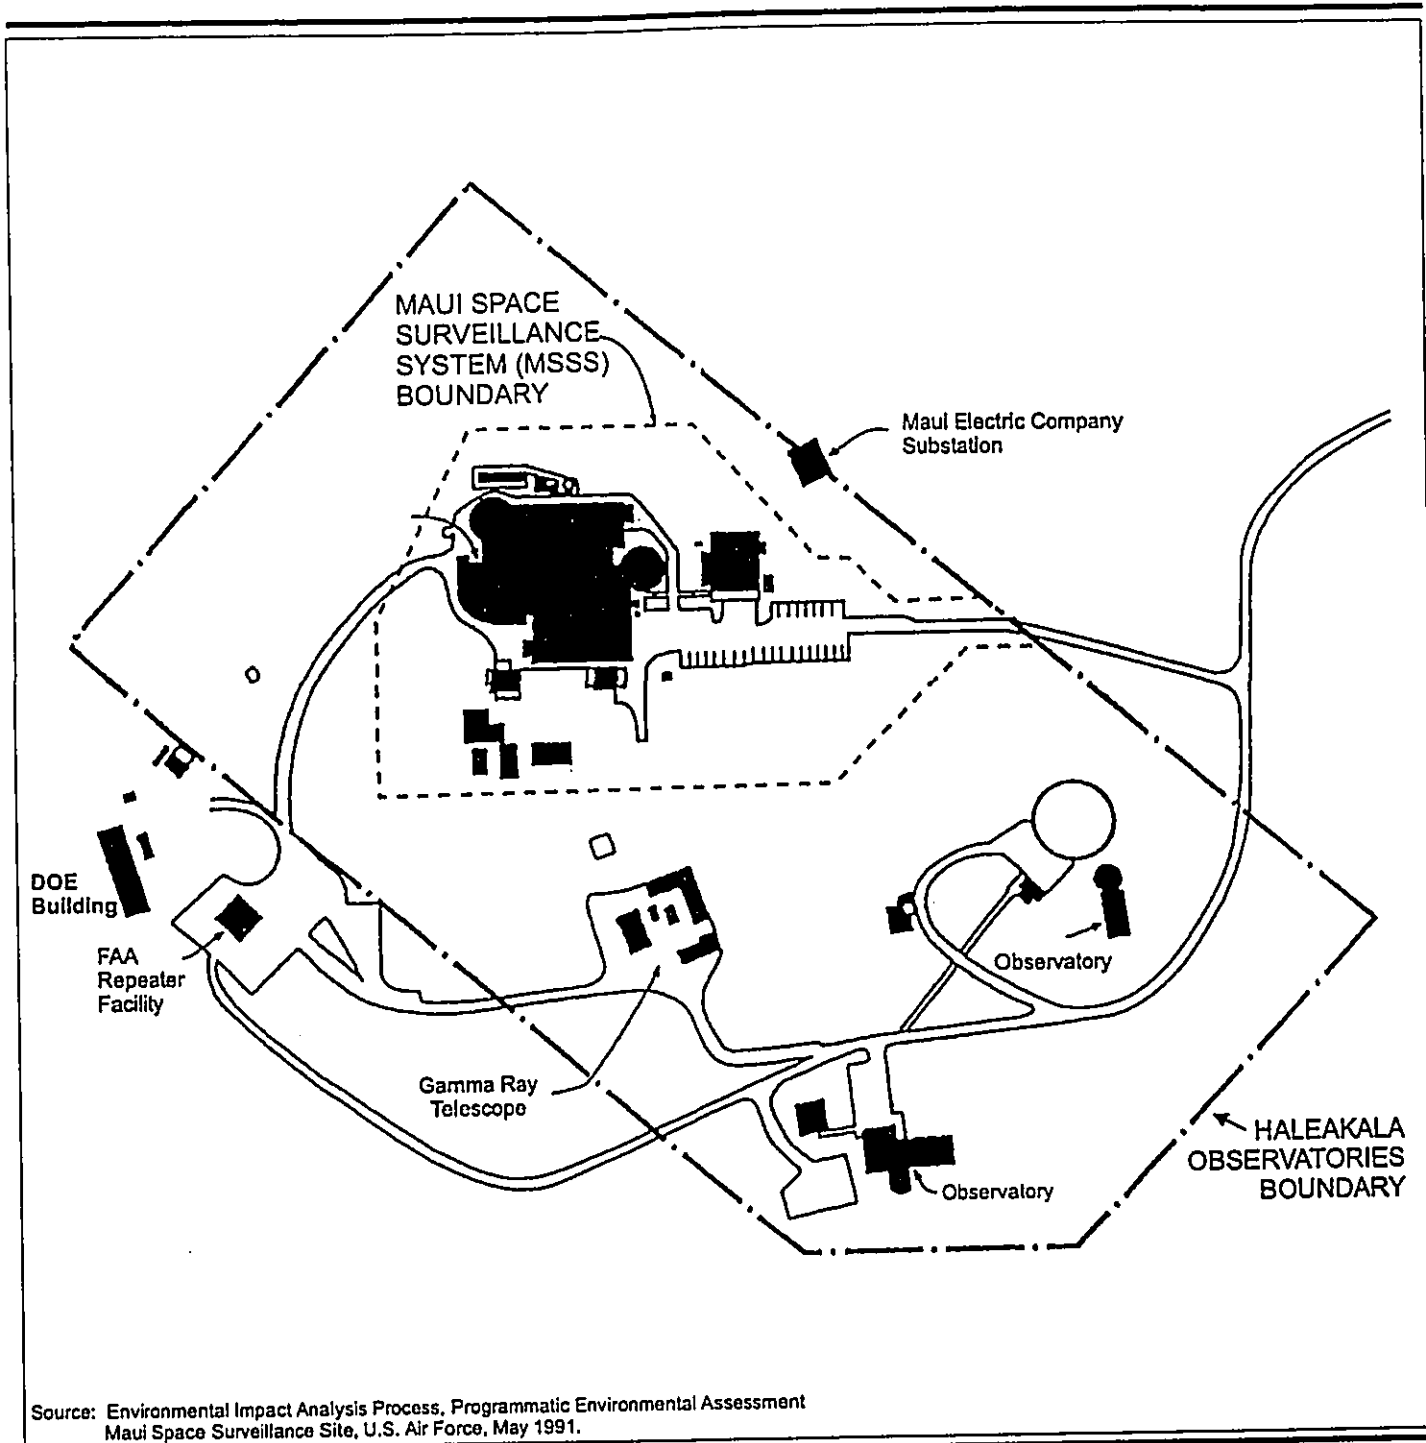 MAUI SPACE
SURVEILLANCE
SYSTEM (MSSS)
BOUNDARY
Maui Electric Company
Substation
DOE
Building
FAA
Repeater
Facility
Observatory
Gamma Ray
Telescope
HALEAKALA
OBSERVATORIES
BOUNDARY
Observatory
Source: Environmental Impact Analysis Process, Programmatic Environmental Assessment
Maui Space Surveillance Site, U.S. Air Force, May 1991.